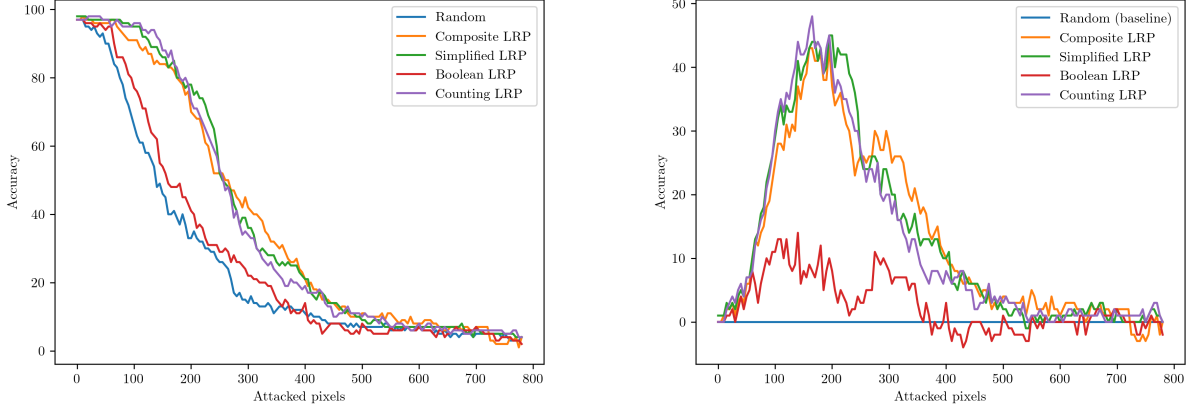 100
80
60
40
20
0
Accuracy
0 100 200 300 400 500 600 700 800
Attacked pixels
Random
Composite LRP
Simplified LRP
Boolean LRP
Counting LRP
50
40
30
20
10
0
Accuracy
0 100 200 300 400 500 600 700 800
Attacked pixels
Random (baseline)
Composite LRP
Simplified LRP
Boolean LRP
Counting LRP